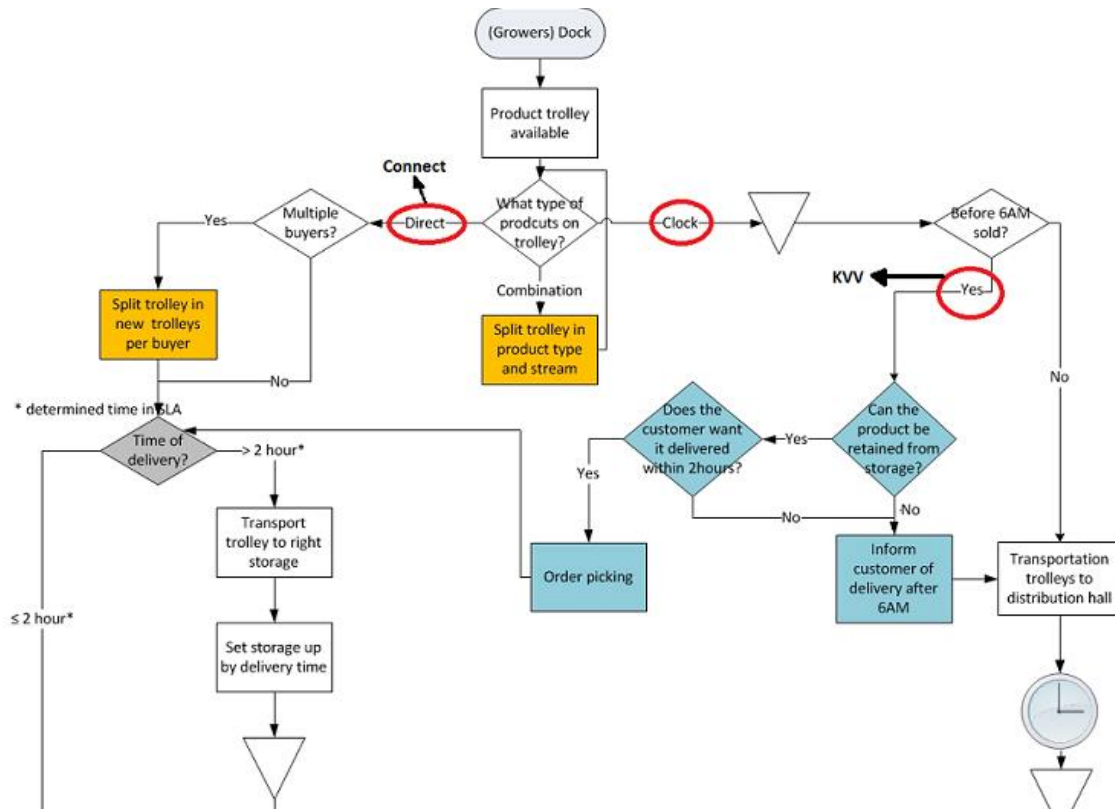 (Growers) Dock
Product trolley
available
Connect
What type of
prodcuts on
trolley?
Direct
Clock
Multiple
buyers?
Yes
Before 6AM
sold?
KVV
Yes
Combination
Split trolley in
new trolleys
per buyer
Split trolley in
product type
and stream
No
No
* determined time in SLA
Time of
delivery?
> 2 hour*
Does the
customer want
it delivered
within 2hours?
Yes
Can the
product be
retained from
storage?
Yes
No
No
Transport
trolley to right
storage
Order picking
Inform
customer of
delivery after
6AM
Transportation
trolleys to
distribution hall
≤ 2 hour*
Set storage up
by delivery time